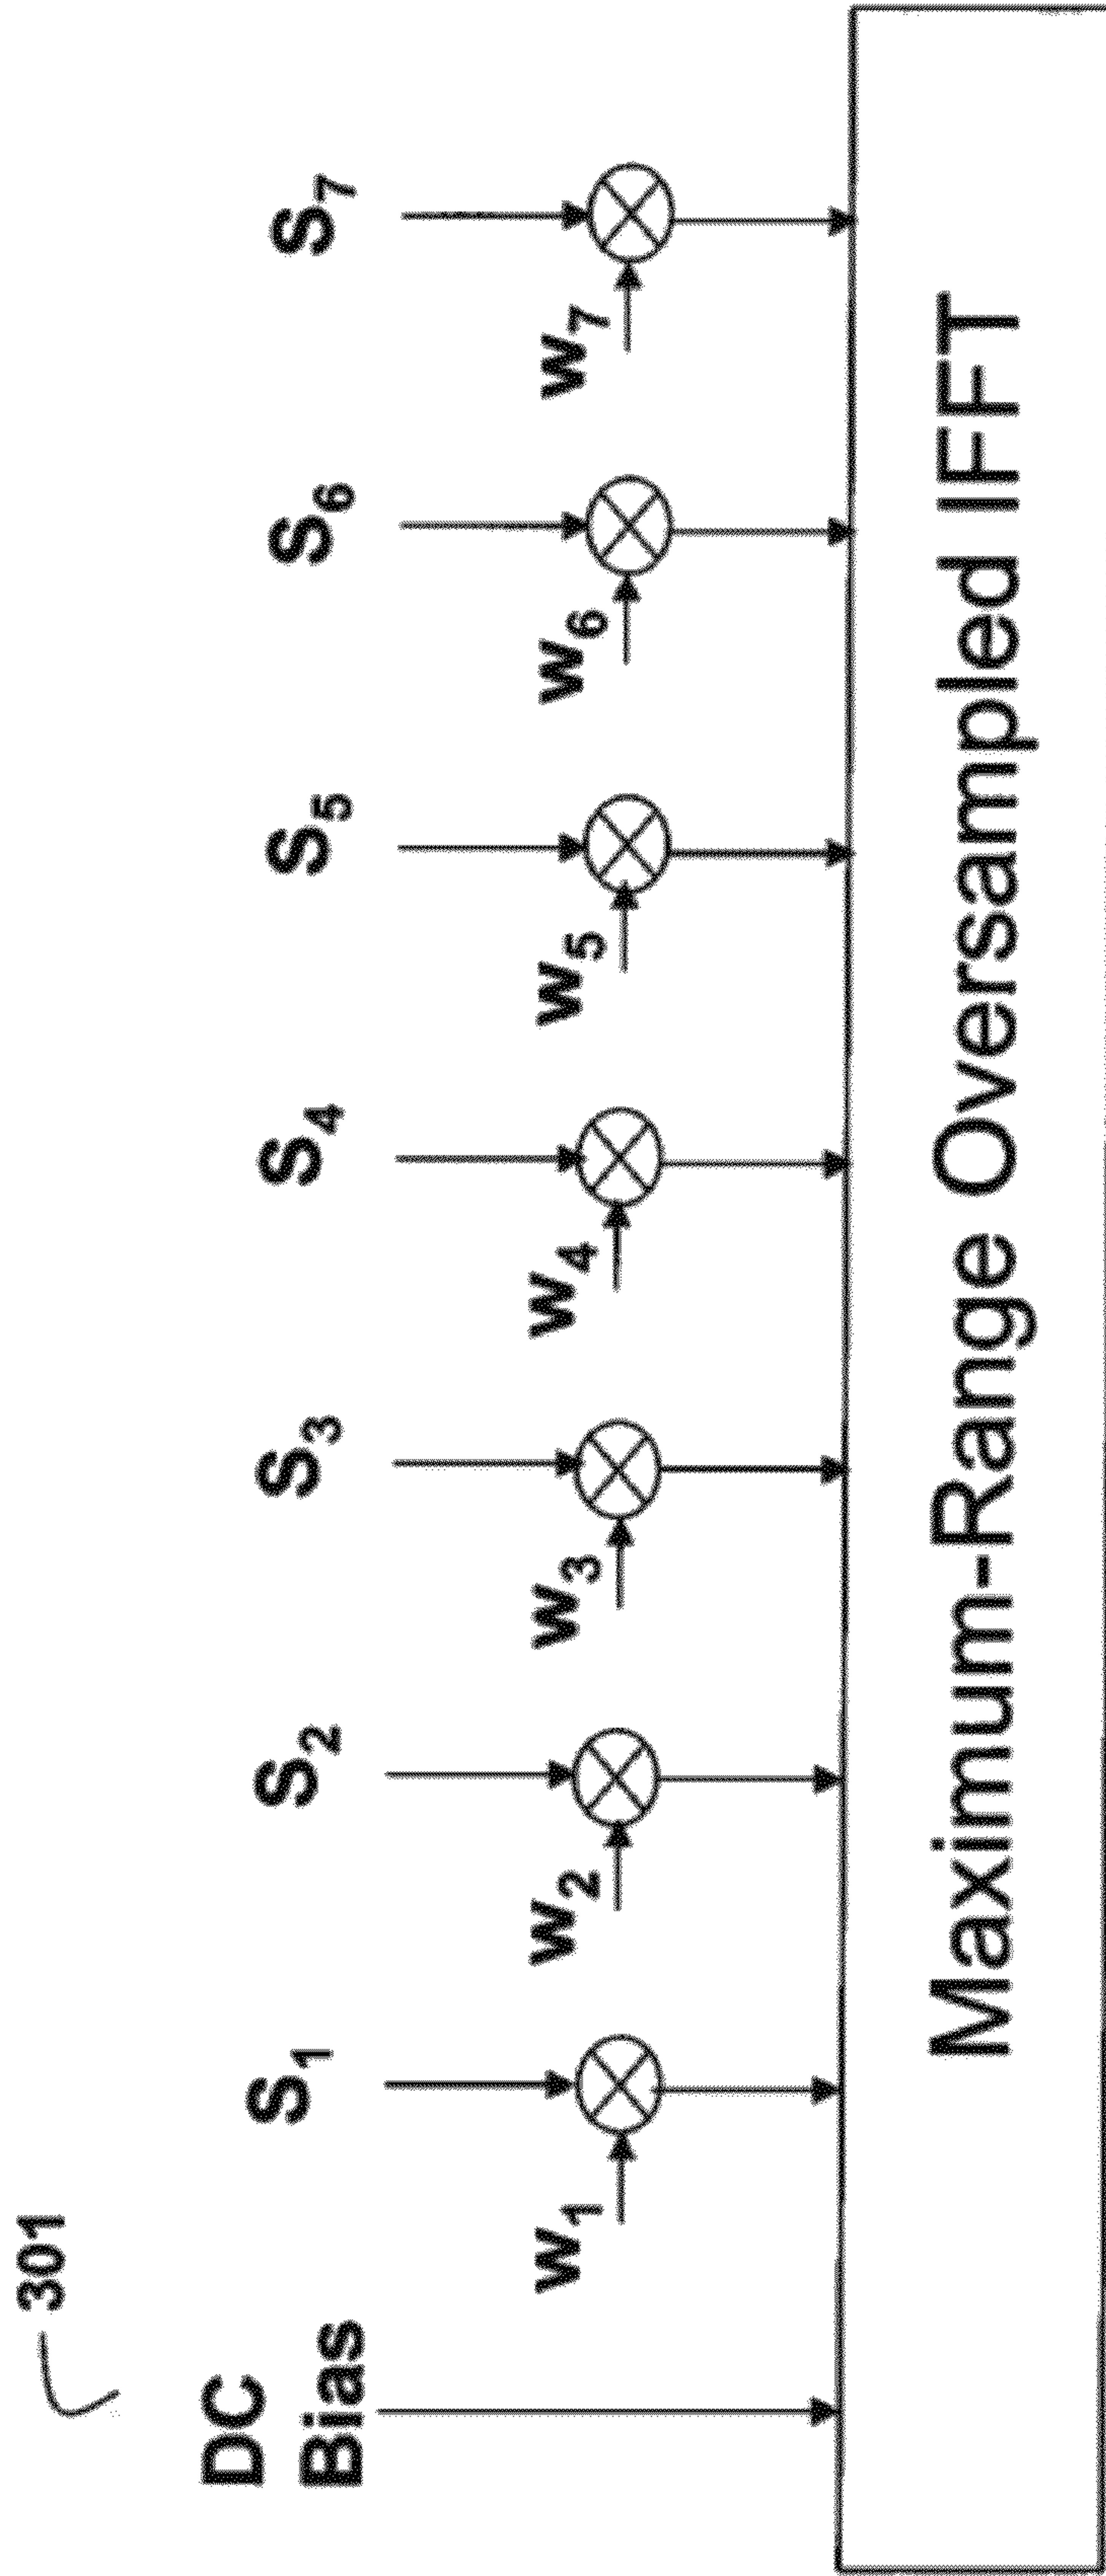 301
DC
Bias
S1
S2
S3
S4
S5
S6
S7
w1
w2
w3
w4
w5
w6
w7
Maximum-Range Oversampled IFFT